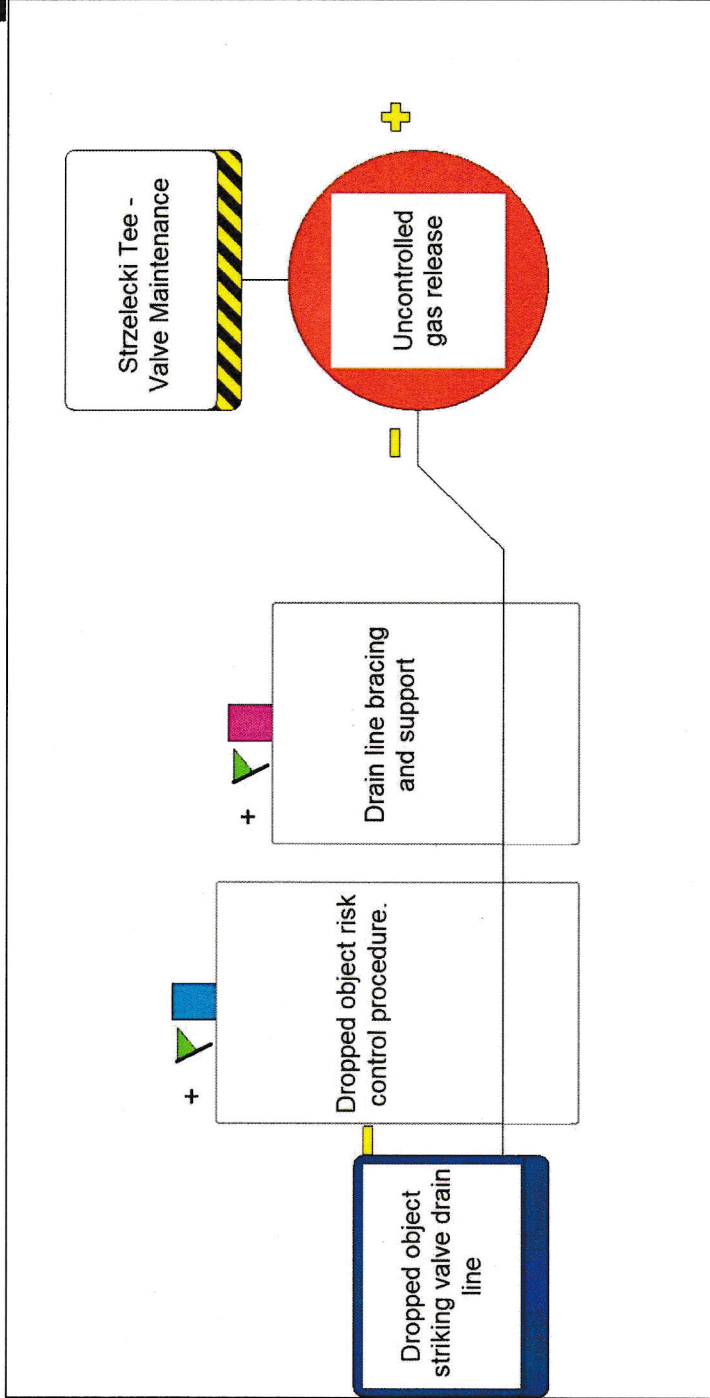 Strzelecki Tee -
Valve Maintenance
Uncontrolled
gas release
Drain line bracing
and support
Dropped object risk
control procedure.
Dropped object
striking valve drain
line